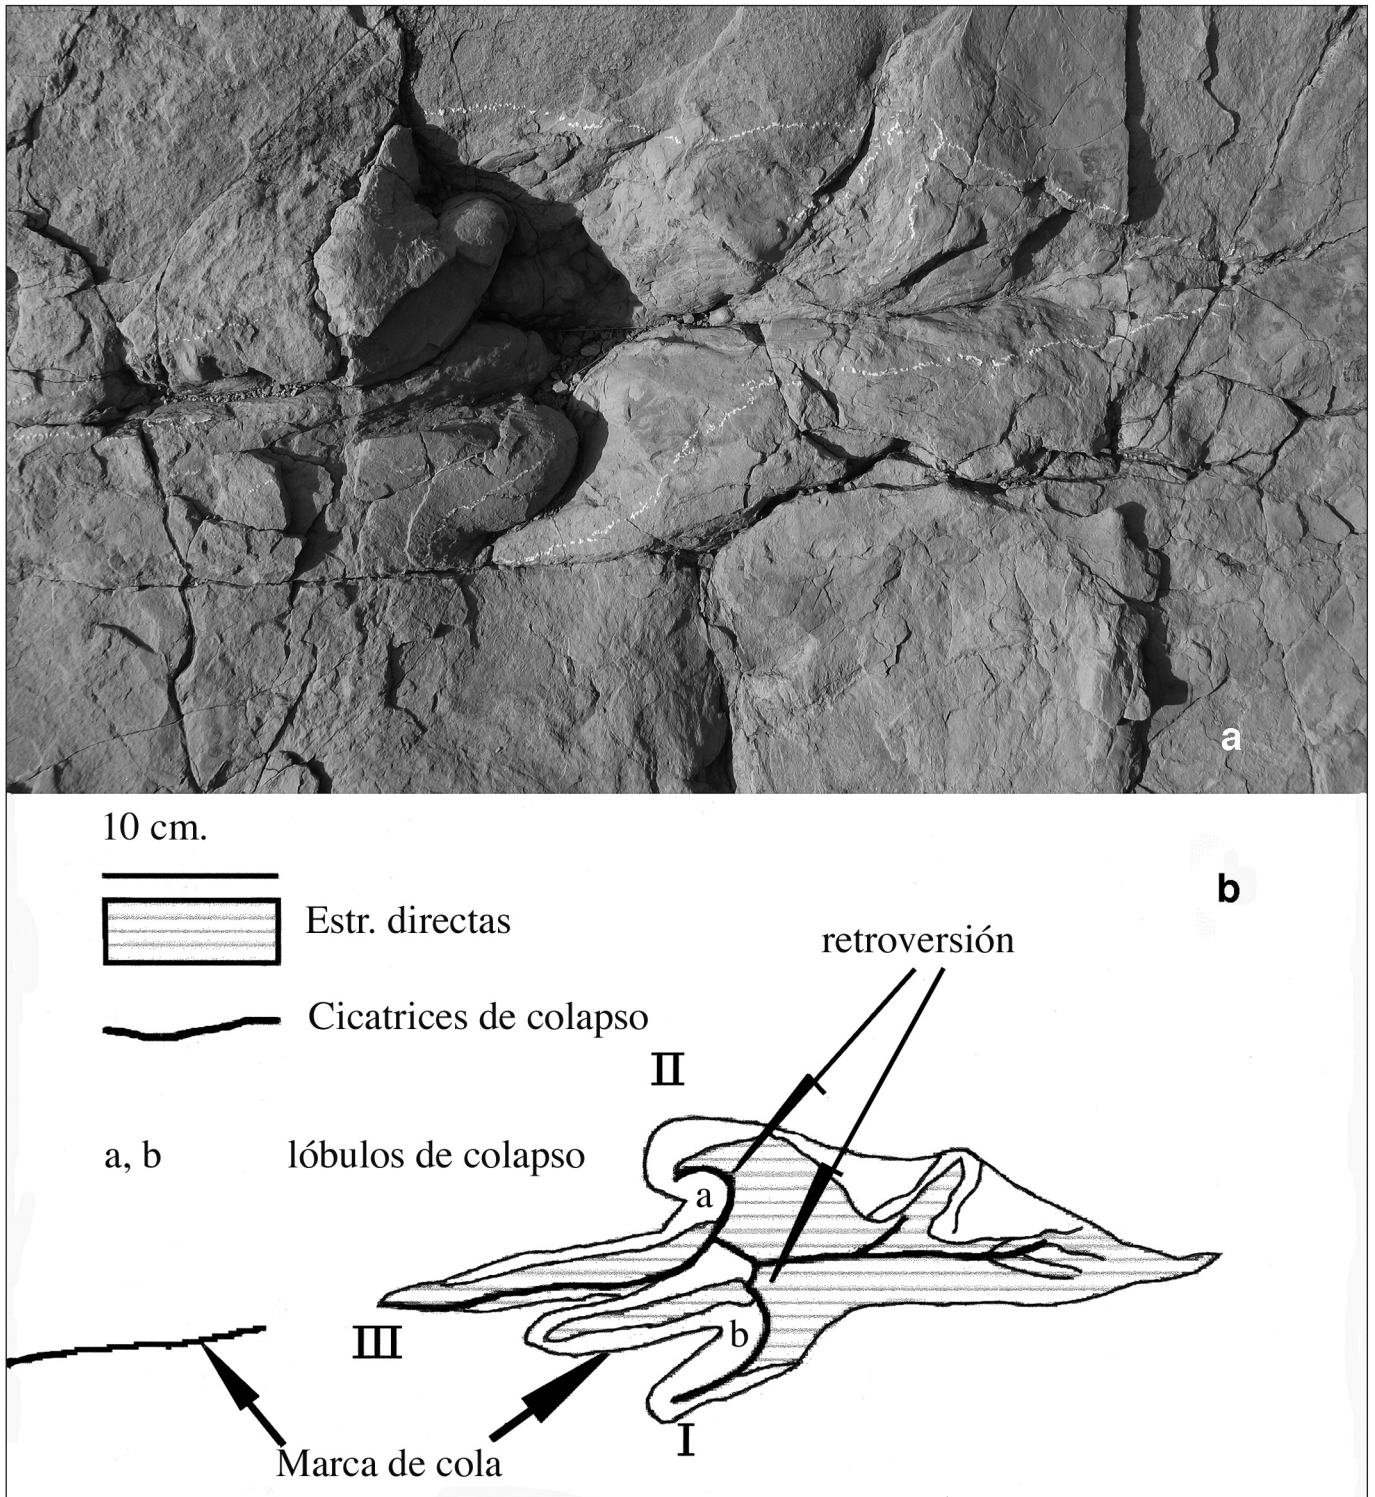 a
10 cm.
b
Estr. directas
retroversión
Cicatrices de colapso
II
a, b lóbulos de colapso
a
III
b
I
Marca de cola